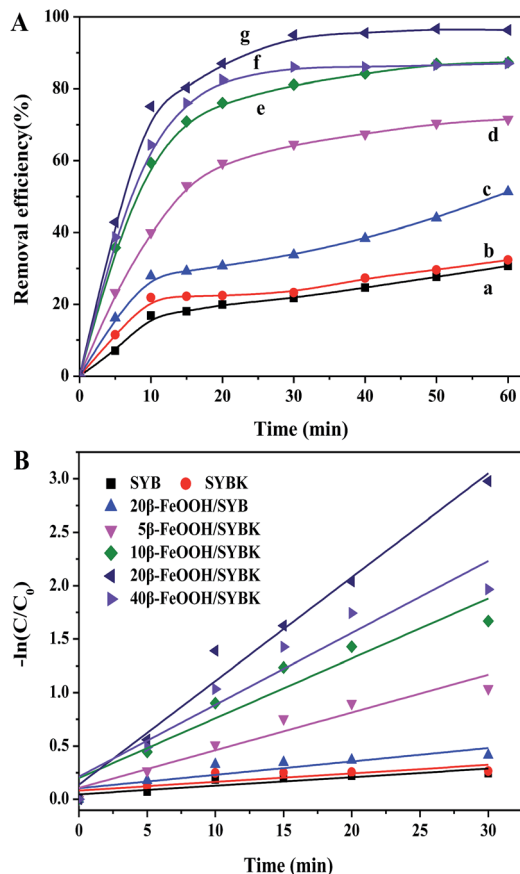 A
Removal efficiency(%)
100
80
60
40
20
0
g
f
e
d
c
b
a
0 10 20 30 40 50 60
Time (min)
B
-ln(C/C0)
3.0
2.5
2.0
1.5
1.0
0.5
0.0
SYB SYBK
20β-FeOOH/SYB
5β-FeOOH/SYBK
10β-FeOOH/SYBK
20β-FeOOH/SYBK
40β-FeOOH/SYBK
0 5 10 15 20 25 30
Time (min)